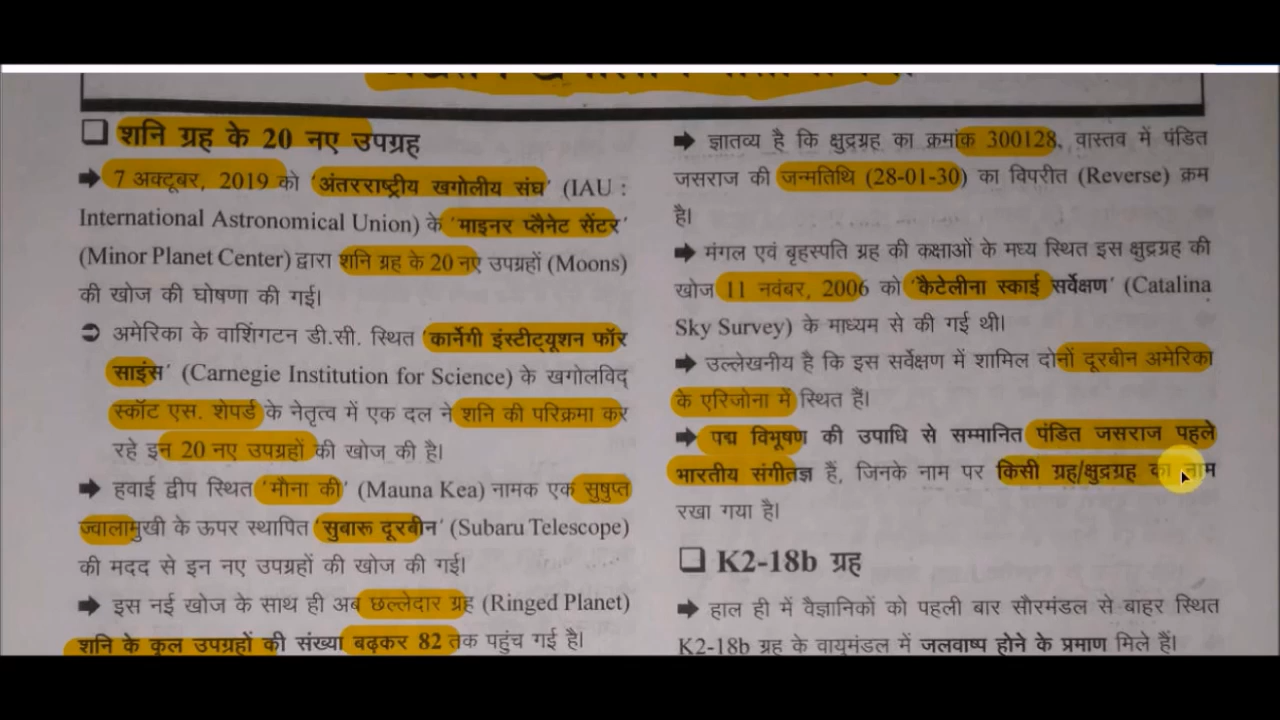 ❑ शनि ग्रह के 20 नए उपग्रह
➡ 7 अक्टूबर, 2019 को 'अंतरराष्ट्रीय खगोलीय संघ' (IAU :
International Astronomical Union) के 'माइनर प्लैनेट सेंटर'
(Minor Planet Center) द्वारा शनि ग्रह के 20 नए उपग्रहों (Moons)
की खोज की घोषणा की गई।
➲ अमेरिका के वाशिंगटन डी.सी. स्थित 'कार्नेगी इंस्टीट्यूशन फॉर
साइंस' (Carnegie Institution for Science) के खगोलविद्
स्कॉट एस. शेपर्ड के नेतृत्व में एक दल ने शनि की परिक्रमा कर
रहे इन 20 नए उपग्रहों की खोज की है।
➡ हवाई द्वीप स्थित 'मौना की' (Mauna Kea) नामक एक सुषुप्त
ज्वालामुखी के ऊपर स्थापित 'सुबारू दूरबीन' (Subaru Telescope)
की मदद से इन नए उपग्रहों की खोज की गई।
➡ इस नई खोज के साथ ही अब छल्लेदार ग्रह (Ringed Planet)
शनि के कुल उपग्रहों की संख्या बढ़कर 82 तक पहुंच गई है।
➡ ज्ञातव्य है कि क्षुद्रग्रह का क्रमांक 300128, वास्तव में पंडित
जसराज की जन्मतिथि (28-01-30) का विपरीत (Reverse) क्रम
है।
➡ मंगल एवं बृहस्पति ग्रह की कक्षाओं के मध्य स्थित इस क्षुद्रग्रह की
खोज 11 नवंबर, 2006 को 'कैटेलीना स्काई सर्वेक्षण' (Catalina
Sky Survey) के माध्यम से की गई थी।
➡ उल्लेखनीय है कि इस सर्वेक्षण में शामिल दोनों दूरबीन अमेरिका
के एरिजोना में स्थित हैं।
➡ पद्म विभूषण की उपाधि से सम्मानित पंडित जसराज पहले
भारतीय संगीतज्ञ हैं, जिनके नाम पर किसी ग्रह/क्षुद्रग्रह का नाम
रखा गया है।
❑ K2-18b ग्रह
➡ हाल ही में वैज्ञानिकों को पहली बार सौरमंडल से बाहर स्थित
K2-18b ग्रह के वायुमंडल में जलवाष्प होने के प्रमाण मिले हैं।